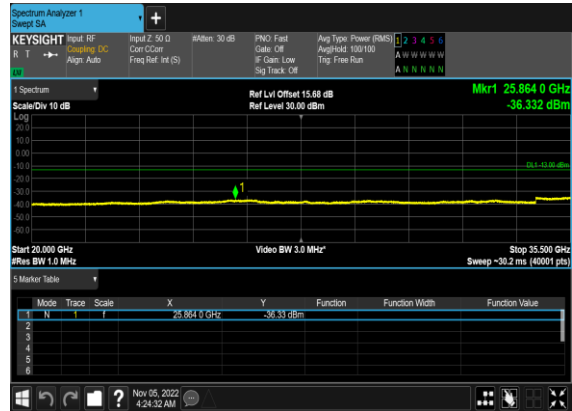 Spectrum Analyzer 1
Swept SA
+
KEYSIGHT Input: RF Input Z: 50 Ω #Atten: 30 dB PNO: Fast Avg Type: Power (RMS) 1 2 3 4 5 6
R T Coupling: DC Corr CCorr Gate: Off Avg|Hold: 100/100 A W W W W W
Align: Auto Freq Ref: Int (S) IF Gain: Low Trig: Free Run A N N N N N
Sig Track: Off
1 Spectrum Ref Lvl Offset 15.68 dB Mkr1 25.864 0 GHz
Scale/Div 10 dB Ref Level 30.00 dBm -36.332 dBm
Log
20.0
10.0
0.00
-10.0 DL1 -13.00 dBm
-20.0
-30.0 1
-40.0
-50.0
-60.0
Start 20.000 GHz Video BW 3.0 MHz* Stop 35.500 GHz
#Res BW 1.0 MHz Sweep ~30.2 ms (40001 pts)
5 Marker Table
Mode Trace Scale X Y Function Function Width Function Value
1 N 1 f 25.864 0 GHz -36.33 dBm
2
3
4
5
6
? Nov 05, 2022
4:24:32 AM